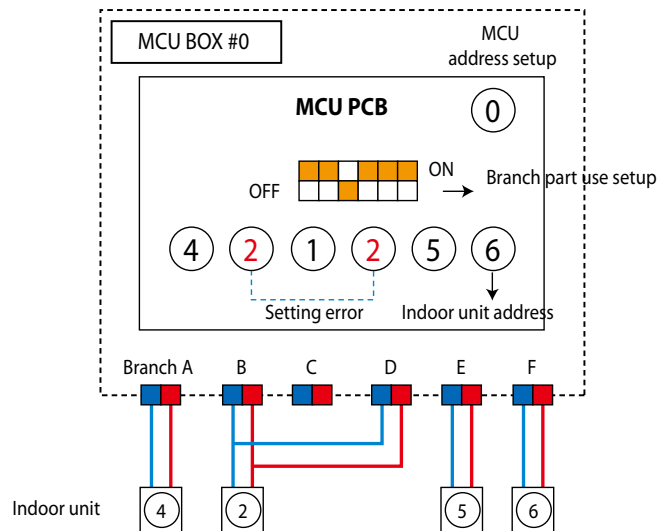 MCU BOX #0
MCU
address setup
MCU PCB
0
ON
OFF
Branch part use setup
4 2 1 2 5 6
Setting error
Indoor unit address
Branch A B C D E F
Indoor unit
4 2 5 6